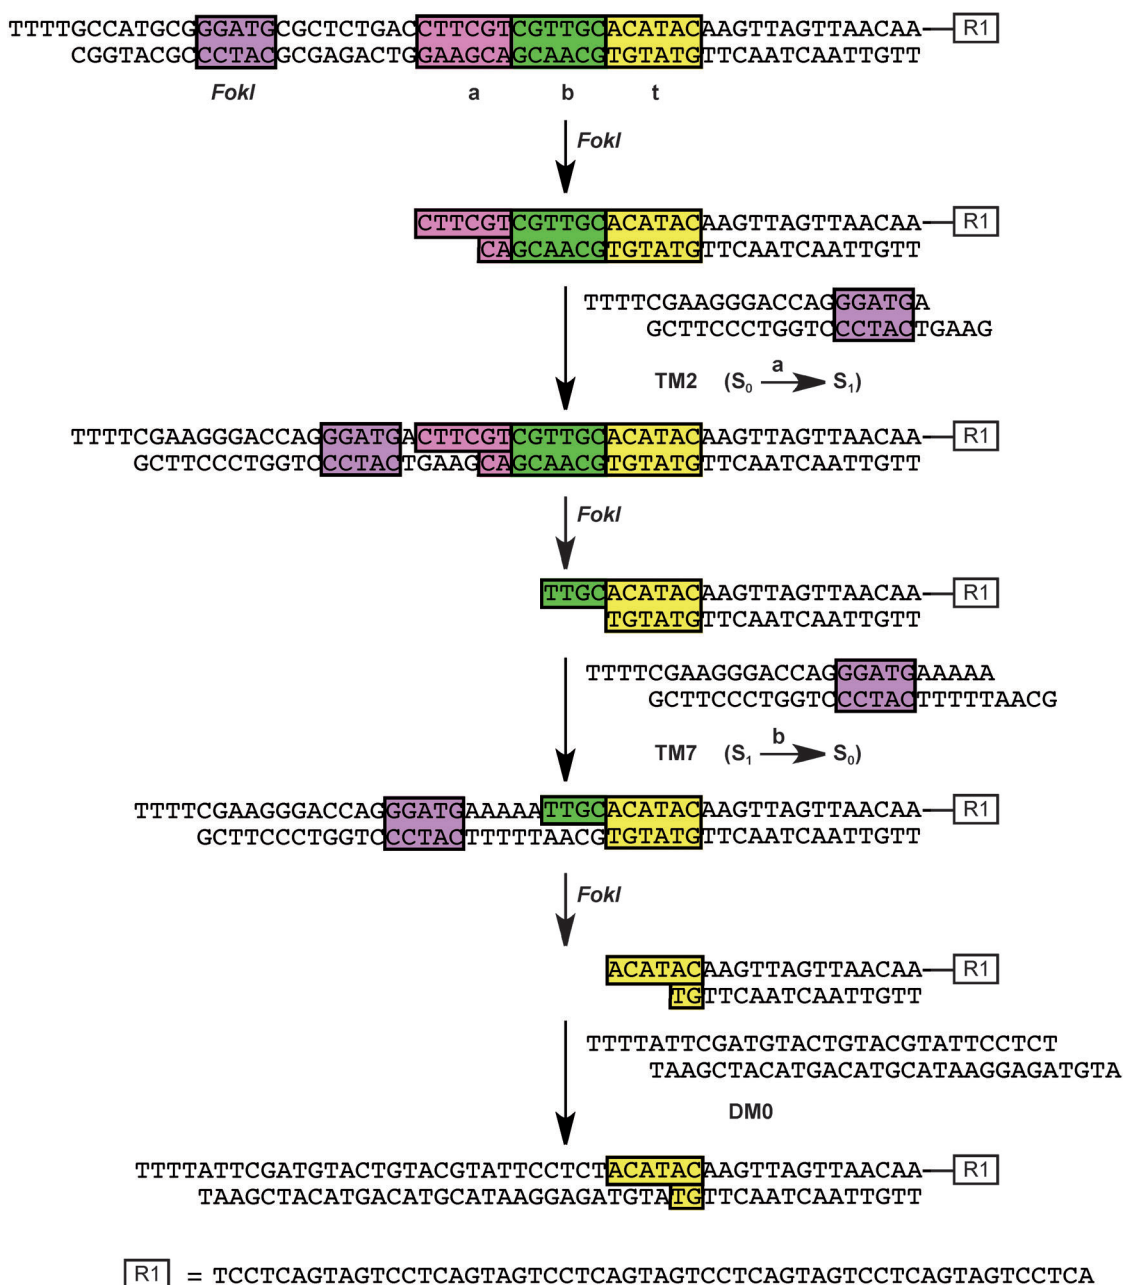 TTTTGCCATGCGGGATGCGCTCTGACCTTCGTCGTTGCACATACAAGTTAGTTAACAA R1
CGGTACGCCCTACGCGAGACTGGAAGCAGCAACGTGTATGTTCAATCAATTGTT
FokI a b t
FokI
CTTCGTCGTTGCACATACAAGTTAGTTAACAA R1
CAGCAACGTGTATGTTCAATCAATTGTT
TTTTCGAAGGGACCAGGGATGA
GCTTCCCTGGTCCCTACTGAAG
TM2 (S0 a S1)
TTTTCGAAGGGACCAGGGATGACTTCGTCGTTGCACATACAAGTTAGTTAACAA R1
GCTTCCCTGGTCCCTACTGAAGCAGCAACGTGTATGTTCAATCAATTGTT
FokI
TTGCACATACAAGTTAGTTAACAA R1
TGTATGTTCAATCAATTGTT
TTTTCGAAGGGACCAGGGATGAAAAA
GCTTCCCTGGTCCCTACTTTTTAACG
TM7 (S1 b S0)
TTTTCGAAGGGACCAGGGATGAAAAATTGCACATACAAGTTAGTTAACAA R1
GCTTCCCTGGTCCCTACTTTTTAACGTGTATGTTCAATCAATTGTT
FokI
ACATACAAGTTAGTTAACAA R1
TGTTCAATCAATTGTT
TTTTATTCGATGTACTGTACGTATTCCTCT
TAAGCTACATGACATGCATAAGGAGATGTA
DM0
TTTTATTCGATGTACTGTACGTATTCCTCTACATACAAGTTAGTTAACAA R1
TAAGCTACATGACATGCATAAGGAGATGTATGTTCAATCAATTGTT
R1 = TCCTCAGTAGTCCTCAGTAGTCCTCAGTAGTCCTCAGTAGTCCTCAGTAGTCCTCA